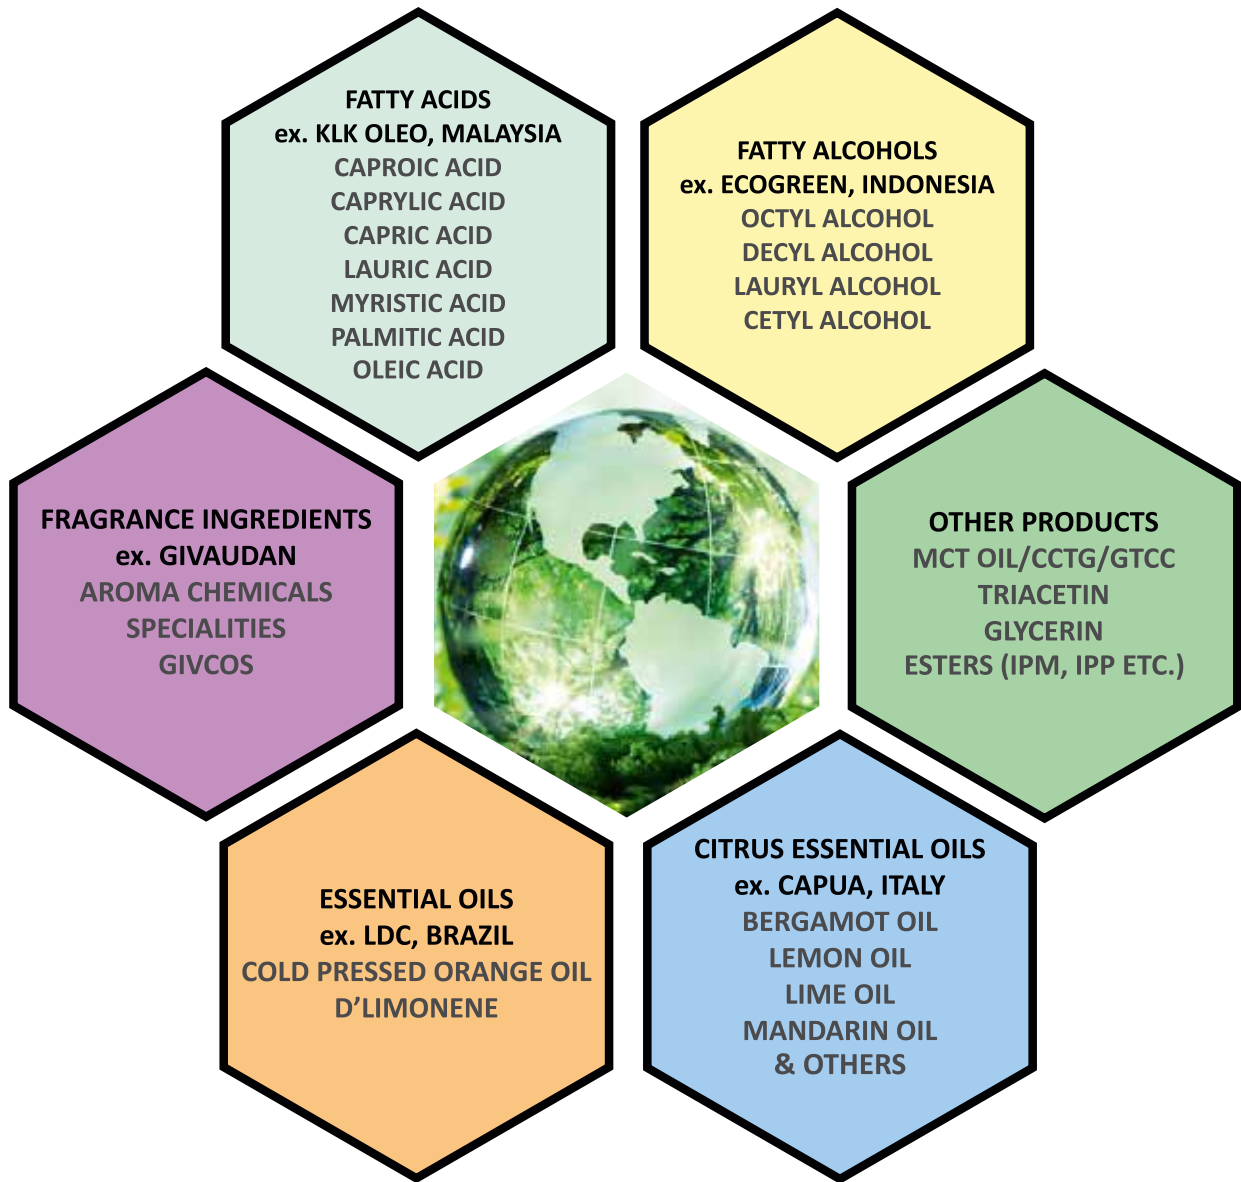 FATTY ACIDS
ex. KLK OLEO, MALAYSIA
CAPROIC ACID
CAPRYLIC ACID
CAPRIC ACID
LAURIC ACID
MYRISTIC ACID
PALMITIC ACID
OLEIC ACID
FATTY ALCOHOLS
ex. ECOGREEN, INDONESIA
OCTYL ALCOHOL
DECYL ALCOHOL
LAURYL ALCOHOL
CETYL ALCOHOL
FRAGRANCE INGREDIENTS
ex. GIVAUDAN
AROMA CHEMICALS
SPECIALITIES
GIVCOS
OTHER PRODUCTS
MCT OIL/CCTG/GTCC
TRIACETIN
GLYCERIN
ESTERS (IPM, IPP ETC.)
ESSENTIAL OILS
ex. LDC, BRAZIL
COLD PRESSED ORANGE OIL
D’LIMONENE
CITRUS ESSENTIAL OILS
ex. CAPUA, ITALY
BERGAMOT OIL
LEMON OIL
LIME OIL
MANDARIN OIL
& OTHERS